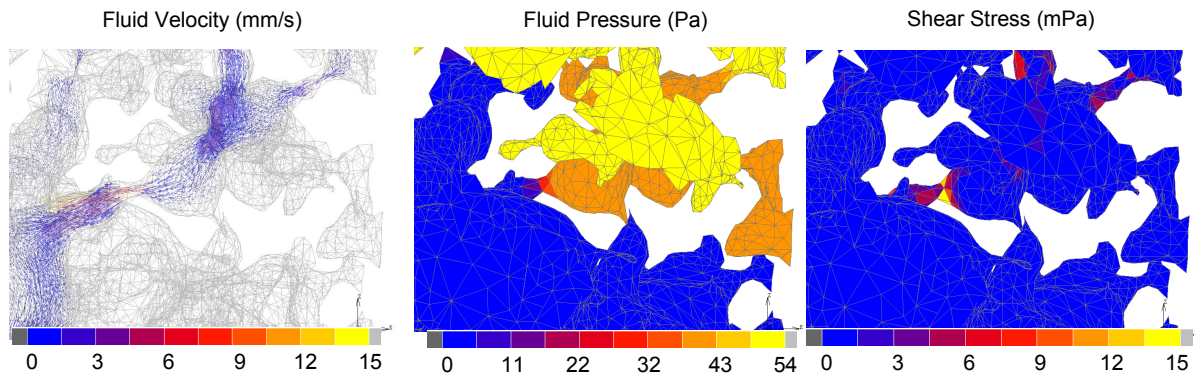 Fluid Velocity (mm/s) Fluid Pressure (Pa) Shear Stress (mPa)
0 3 6 9 12 15 0 11 22 32 43 54 0 3 6 9 12 15